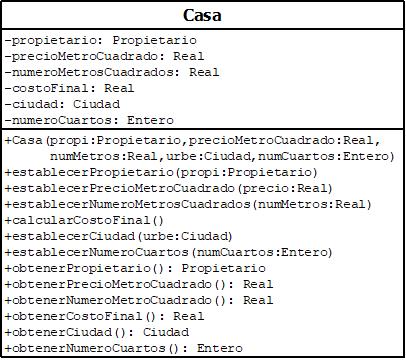 Casa
-propietario: Propietario
-precioMetroCuadrado: Real
-numeroMetrosCuadrados: Real
-costoFinal: Real
-ciudad: Ciudad
-numeroCuartos: Entero
+Casa(propi:Propietario,precioMetroCuadrado:Real,
numMetros:Real,urbe:Ciudad,numCuartos:Entero)
+establecerPropietario(propi:Propietario)
+establecerPrecioMetroCuadrado(precio:Real)
+establecerNumeroMetrosCuadrados(numMetros:Real)
+calcularCostoFinal()
+establecerCiudad(urbe:Ciudad)
+establecerNumeroCuartos(numCuartos:Entero)
+obtenerPropietario(): Propietario
+obtenerPrecioMetroCuadrado(): Real
+obtenerNumeroMetroCuadrado(): Real
+obtenerCostoFinal(): Real
+obtenerCiudad(): Ciudad
+obtenerNumeroCuartos(): Entero